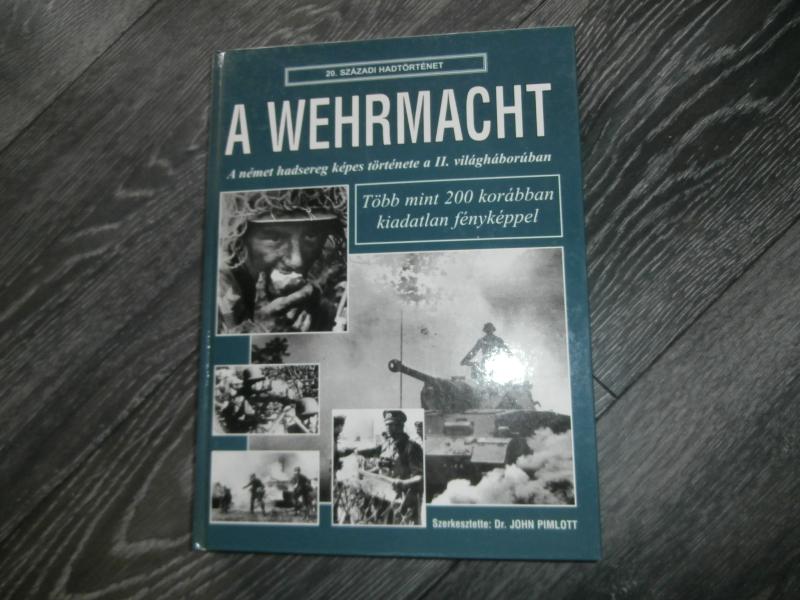 20. SZÁZADI HADTÖRTÉNET
A WEHRMACHT
A német hadsereg képes története a II. világháborúban
Több mint 200 korábban
kiadatlan fényképpel
Szerkesztette: Dr. JOHN PIMLOTT